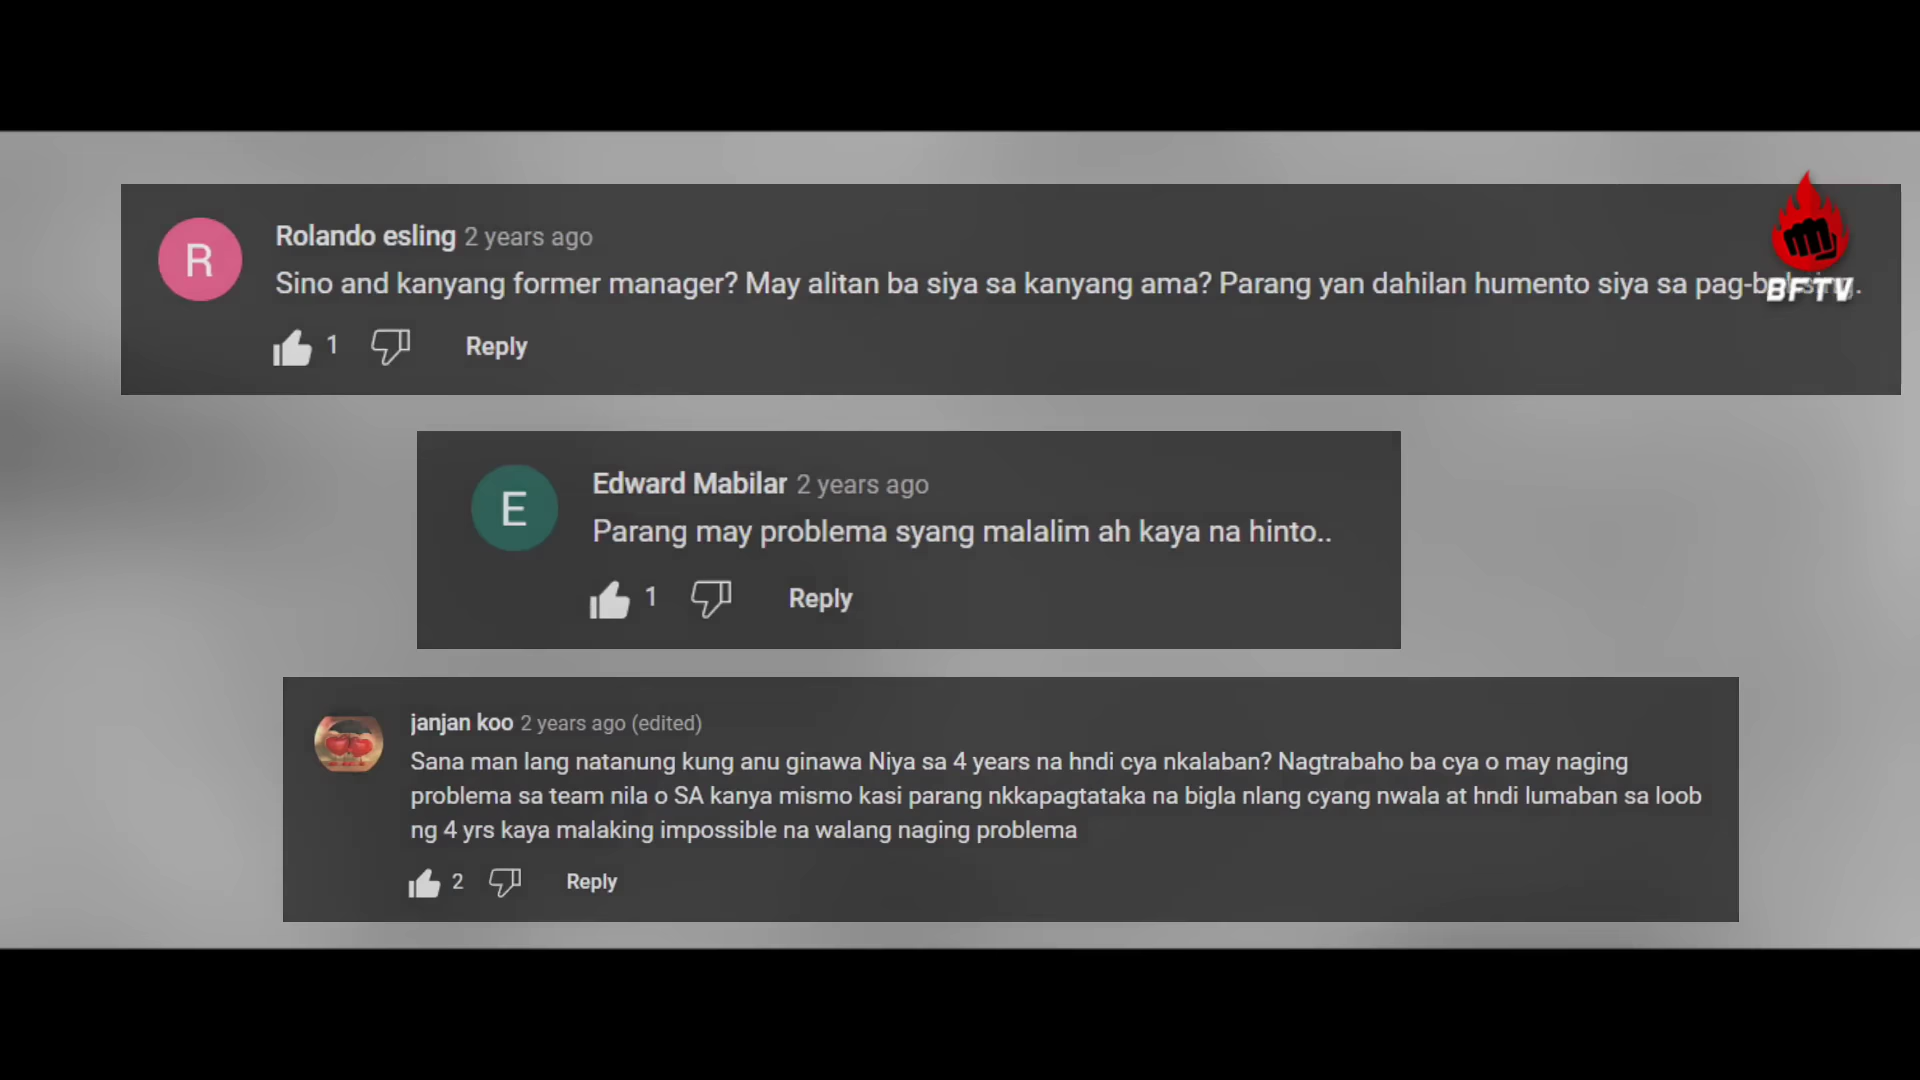 R
Rolando esling 2 years ago
Sino and kanyang former manager? May alitan ba siya sa kanyang ama? Parang yan dahilan humento siya sa
1
Reply
BFTV
E
Edward Mabilar 2 years ago
Parang may problema syang malalim ah kaya na hinto..
1
Reply
janjan koo 2 years ago (edited)
Sana man lang natanung kung anu ginawa Niya sa 4 years na hndi cya nkalaban? Nagtrabaho ba cya o may naging
problema sa team nila o SA kanya mismo kasi parang nkkapagtataka na bigla nlang cyang nwala at hndi lumaban sa loob
ng 4 yrs kaya malaking impossible na walang naging problema
2
Reply